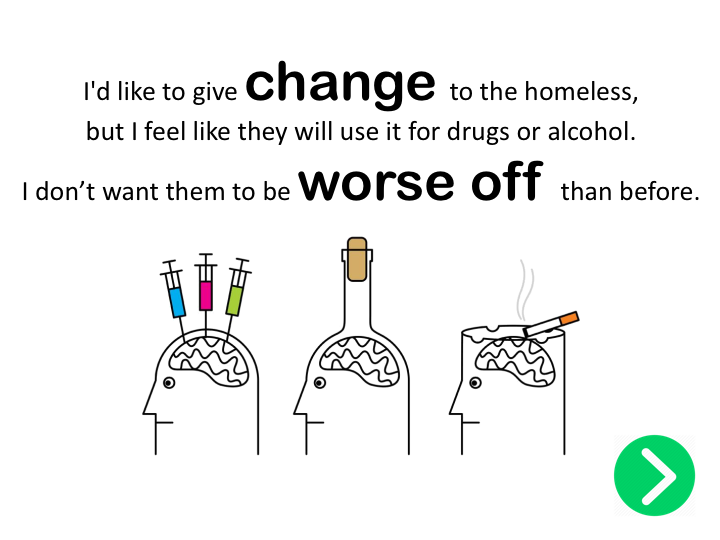 I'd like to give change to the homeless,
but I feel like they will use it for drugs or alcohol.
I don’t want them to be worse off than before.